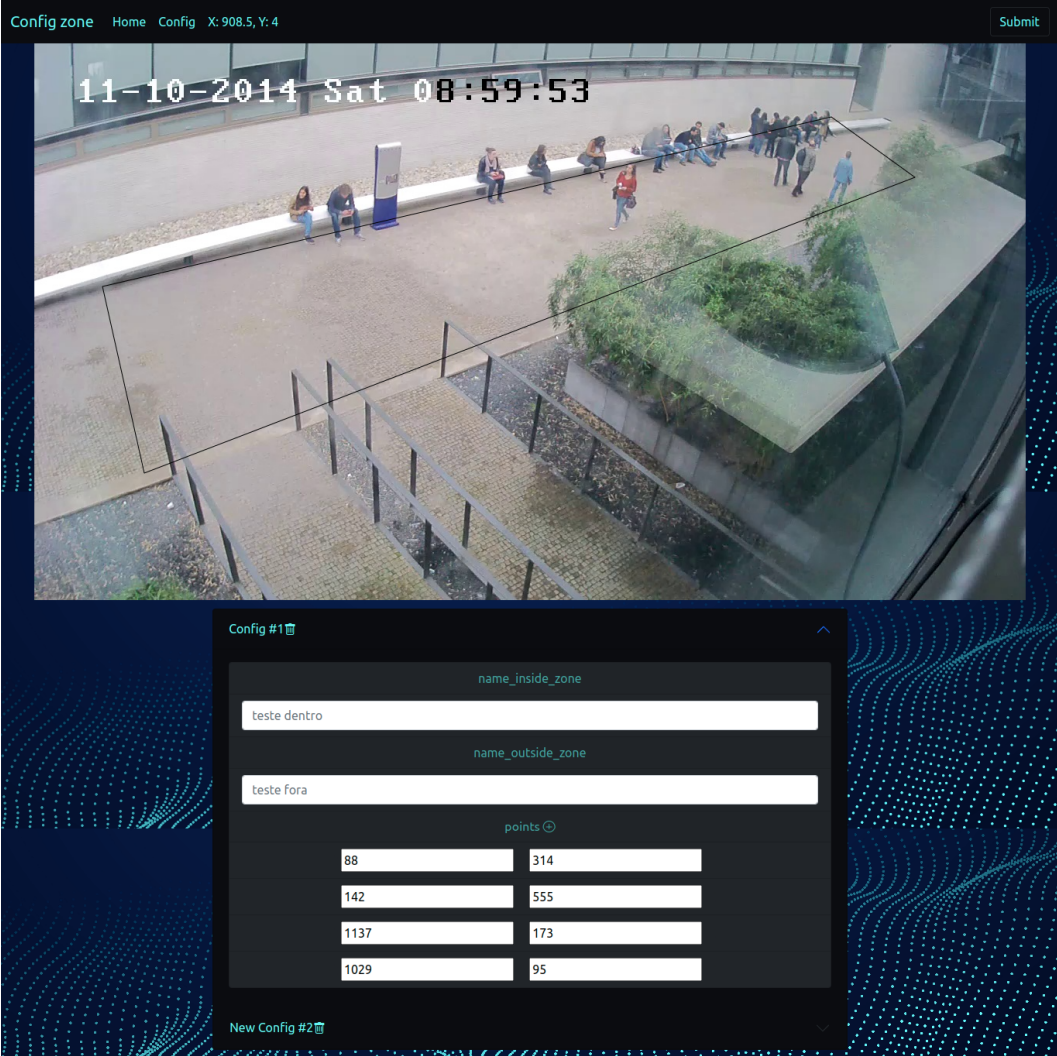 Config zone Home Config X: 908.5, Y: 4 Submit
11-10-2014 Sat 08:59:53
Config #1
name_inside_zone
teste dentro
name_outside_zone
teste fora
points
88 314
142 555
1137 173
1029 95
New Config #2